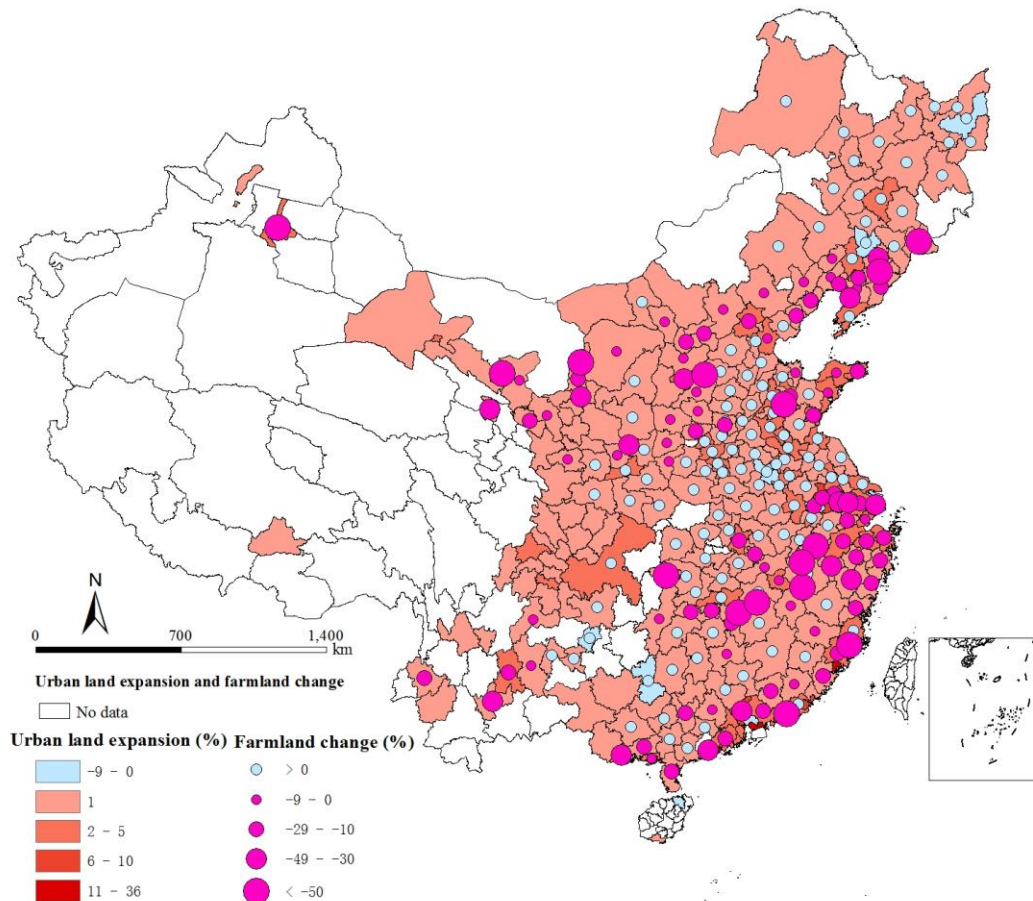 N
0 700 1,400
km
Urban land expansion and farmland change
No data
Urban land expansion (%) Farmland change (%)
-9 - 0 > 0
1 -9 - 0
2 - 5 -29 - -10
6 - 10 -49 - -30
11 - 36 < -50